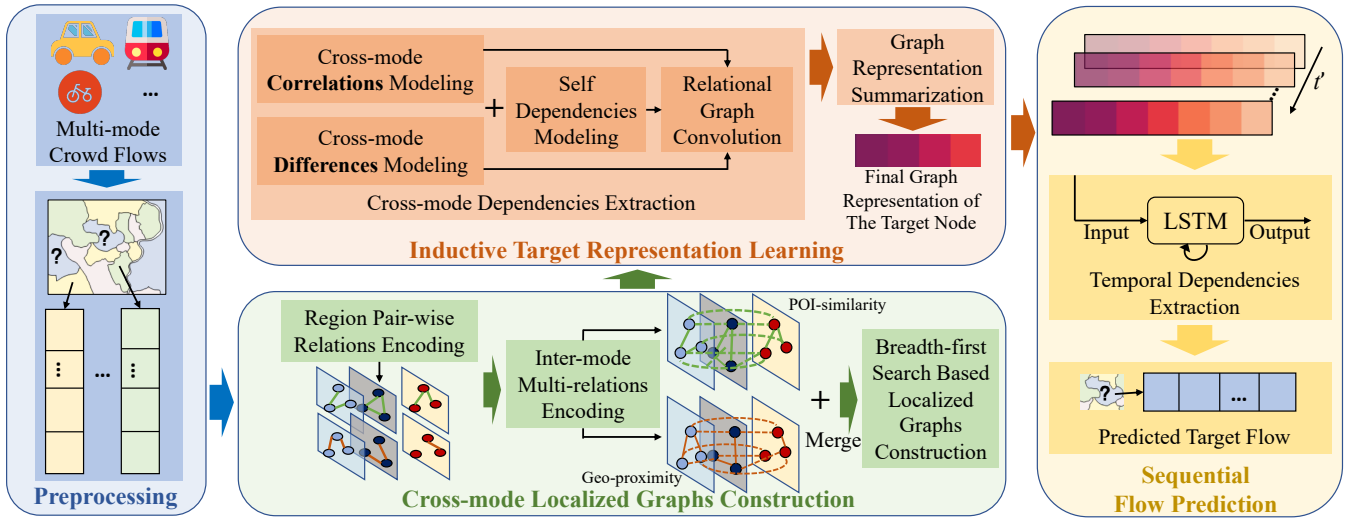 ...
Multi-mode
Crowd Flows
?
?
...
...
...
Preprocessing
Cross-mode
Correlations Modeling
+
Cross-mode
Differences Modeling
Self
Dependencies
Modeling
Relational
Graph
Convolution
Cross-mode Dependencies Extraction
Graph
Representation
Summarization
Final Graph
Representation of
The Target Node
Inductive Target Representation Learning
Region Pair-wise
Relations Encoding
Inter-mode
Multi-relations
Encoding
POI-similarity
Geo-proximity
+
Merge
Breadth-first
Search Based
Localized
Graphs
Construction
Cross-mode Localized Graphs Construction
t'
Input
LSTM
Output
Temporal Dependencies
Extraction
?
...
Predicted Target Flow
Sequential
Flow Prediction